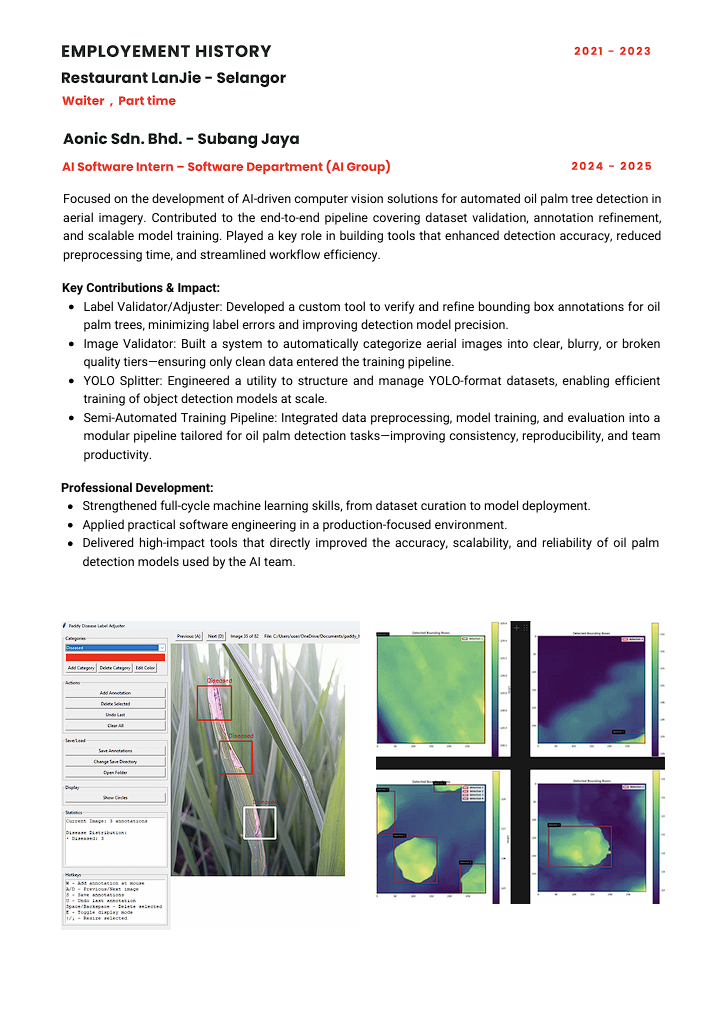 EMPLOYEMENT HISTORY
2021 - 2023
Restaurant LanJie - Selangor
Waiter , Part time
Aonic Sdn. Bhd. - Subang Jaya
AI Software Intern – Software Department (AI Group)
2024 - 2025
Focused on the development of AI-driven computer vision solutions for automated oil palm tree detection in
aerial imagery. Contributed to the end-to-end pipeline covering dataset validation, annotation refinement,
and scalable model training. Played a key role in building tools that enhanced detection accuracy, reduced
preprocessing time, and streamlined workflow efficiency.
Key Contributions & Impact:
• Label Validator/Adjuster: Developed a custom tool to verify and refine bounding box annotations for oil
palm trees, minimizing label errors and improving detection model precision.
• Image Validator: Built a system to automatically categorize aerial images into clear, blurry, or broken
quality tiers—ensuring only clean data entered the training pipeline.
• YOLO Splitter: Engineered a utility to structure and manage YOLO-format datasets, enabling efficient
training of object detection models at scale.
• Semi-Automated Training Pipeline: Integrated data preprocessing, model training, and evaluation into a
modular pipeline tailored for oil palm detection tasks—improving consistency, reproducibility, and team
productivity.
Professional Development:
• Strengthened full-cycle machine learning skills, from dataset curation to model deployment.
• Applied practical software engineering in a production-focused environment.
• Delivered high-impact tools that directly improved the accuracy, scalability, and reliability of oil palm
detection models used by the AI team.
Paddy Disease Label Adjuster
Categories
Diseased
Add Category Delete Category Edit Color
Actions
Add Annotation
Delete Selected
Undo Last
Clear All
Save/Load
Save Annotations
Change Save Directory
Open Folder
Display
Show Circles
Statistics
Current Image: 3 annotations
Disease Distribution:
• Diseased: 3
Hotkeys
W - Add annotation at mouse
A/D - Previous/Next image
S - Save annotations
U - Undo last annotation
Space/Backspace - Delete selected
E - Toggle display mode
- Resize selected
Previous (A) Next (D) Image 35 of 82 File: C:/Users/user/OneDrive/Documents/paddy_
Diseased
Diseased
Detected Bounding Boxes
Detected Bounding Boxes
Detected Bounding Boxes
Detected Bounding Boxes